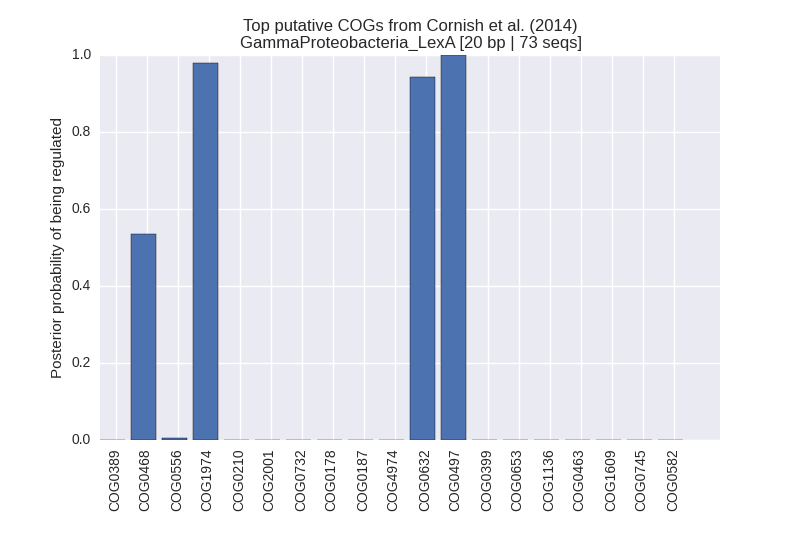 Top putative COGs from Cornish et al. (2014)
GammaProteobacteria_LexA [20 bp | 73 seqs]
Posterior probability of being regulated
1.0
0.8
0.6
0.4
0.2
0.0
COG0389
COG0468
COG0556
COG1974
COG0210
COG2001
COG0732
COG0178
COG0187
COG4974
COG0632
COG0497
COG0399
COG0653
COG1136
COG0463
COG1609
COG0745
COG0582